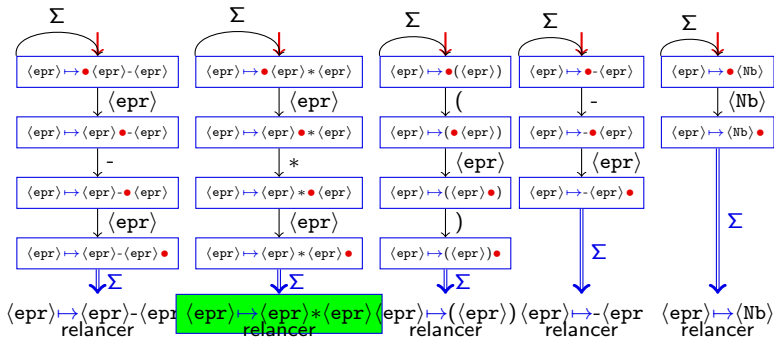 Σ Σ Σ Σ Σ
⟨epr⟩↦●⟨epr⟩-⟨epr⟩ ⟨epr⟩↦●⟨epr⟩*⟨epr⟩ ⟨epr⟩↦●(⟨epr⟩) ⟨epr⟩↦●-⟨epr⟩ ⟨epr⟩↦●⟨Nb⟩
⟨epr⟩ ⟨epr⟩ ( - ⟨Nb⟩
⟨epr⟩↦⟨epr⟩●-⟨epr⟩ ⟨epr⟩↦⟨epr⟩●*⟨epr⟩ ⟨epr⟩↦(●⟨epr⟩) ⟨epr⟩↦-●⟨epr⟩ ⟨epr⟩↦⟨Nb⟩●
- * ⟨epr⟩ ⟨epr⟩
⟨epr⟩↦⟨epr⟩-●⟨epr⟩ ⟨epr⟩↦⟨epr⟩*●⟨epr⟩ ⟨epr⟩↦(⟨epr⟩●) ⟨epr⟩↦-⟨epr⟩●
⟨epr⟩ ⟨epr⟩ ) Σ
⟨epr⟩↦⟨epr⟩-⟨epr⟩● ⟨epr⟩↦⟨epr⟩*⟨epr⟩● ⟨epr⟩↦(⟨epr⟩)● Σ
Σ Σ Σ
⟨epr⟩↦⟨epr⟩-⟨epr ⟨epr⟩↦⟨epr⟩*⟨epr⟩ ⟨epr⟩↦(⟨epr⟩) ⟨epr⟩↦-⟨epr ⟨epr⟩↦⟨Nb⟩
relancer relancer relancer relancer relancer